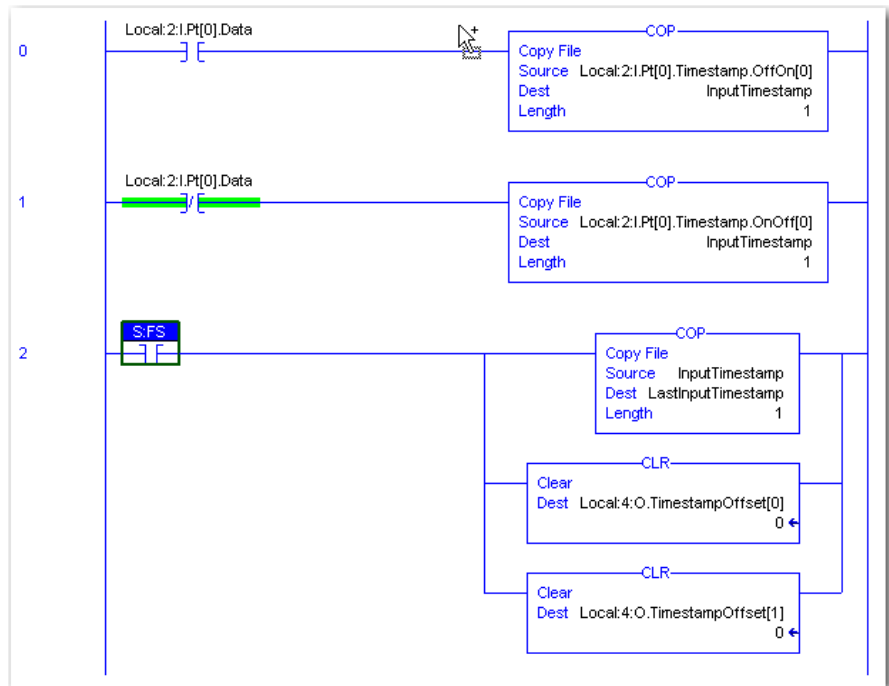 Local:2:I.Pt[0].Data
0
COP
Copy File
Source Local:2:I.Pt[0].Timestamp.OffOn[0]
Dest InputTimestamp
Length 1
Local:2:I.Pt[0].Data
1
COP
Copy File
Source Local:2:I.Pt[0].Timestamp.OnOff[0]
Dest InputTimestamp
Length 1
S:FS
2
COP
Copy File
Source InputTimestamp
Dest LastInputTimestamp
Length 1
CLR
Clear
Dest Local:4:O.TimestampOffset[0]
0
CLR
Clear
Dest Local:4:O.TimestampOffset[1]
0